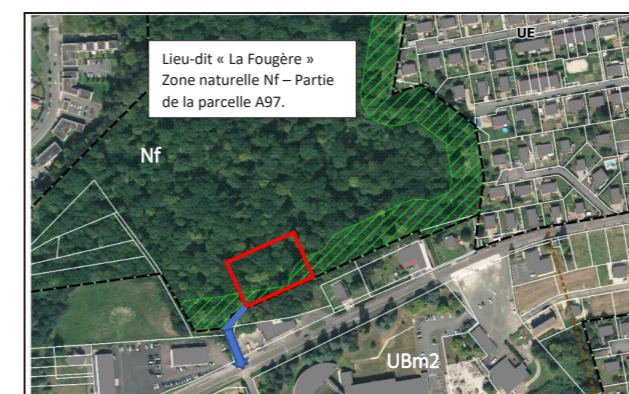 UE
Lieu-dit « La Fougère »
Zone naturelle Nf – Partie
de la parcelle A97.
Nf
UBm2